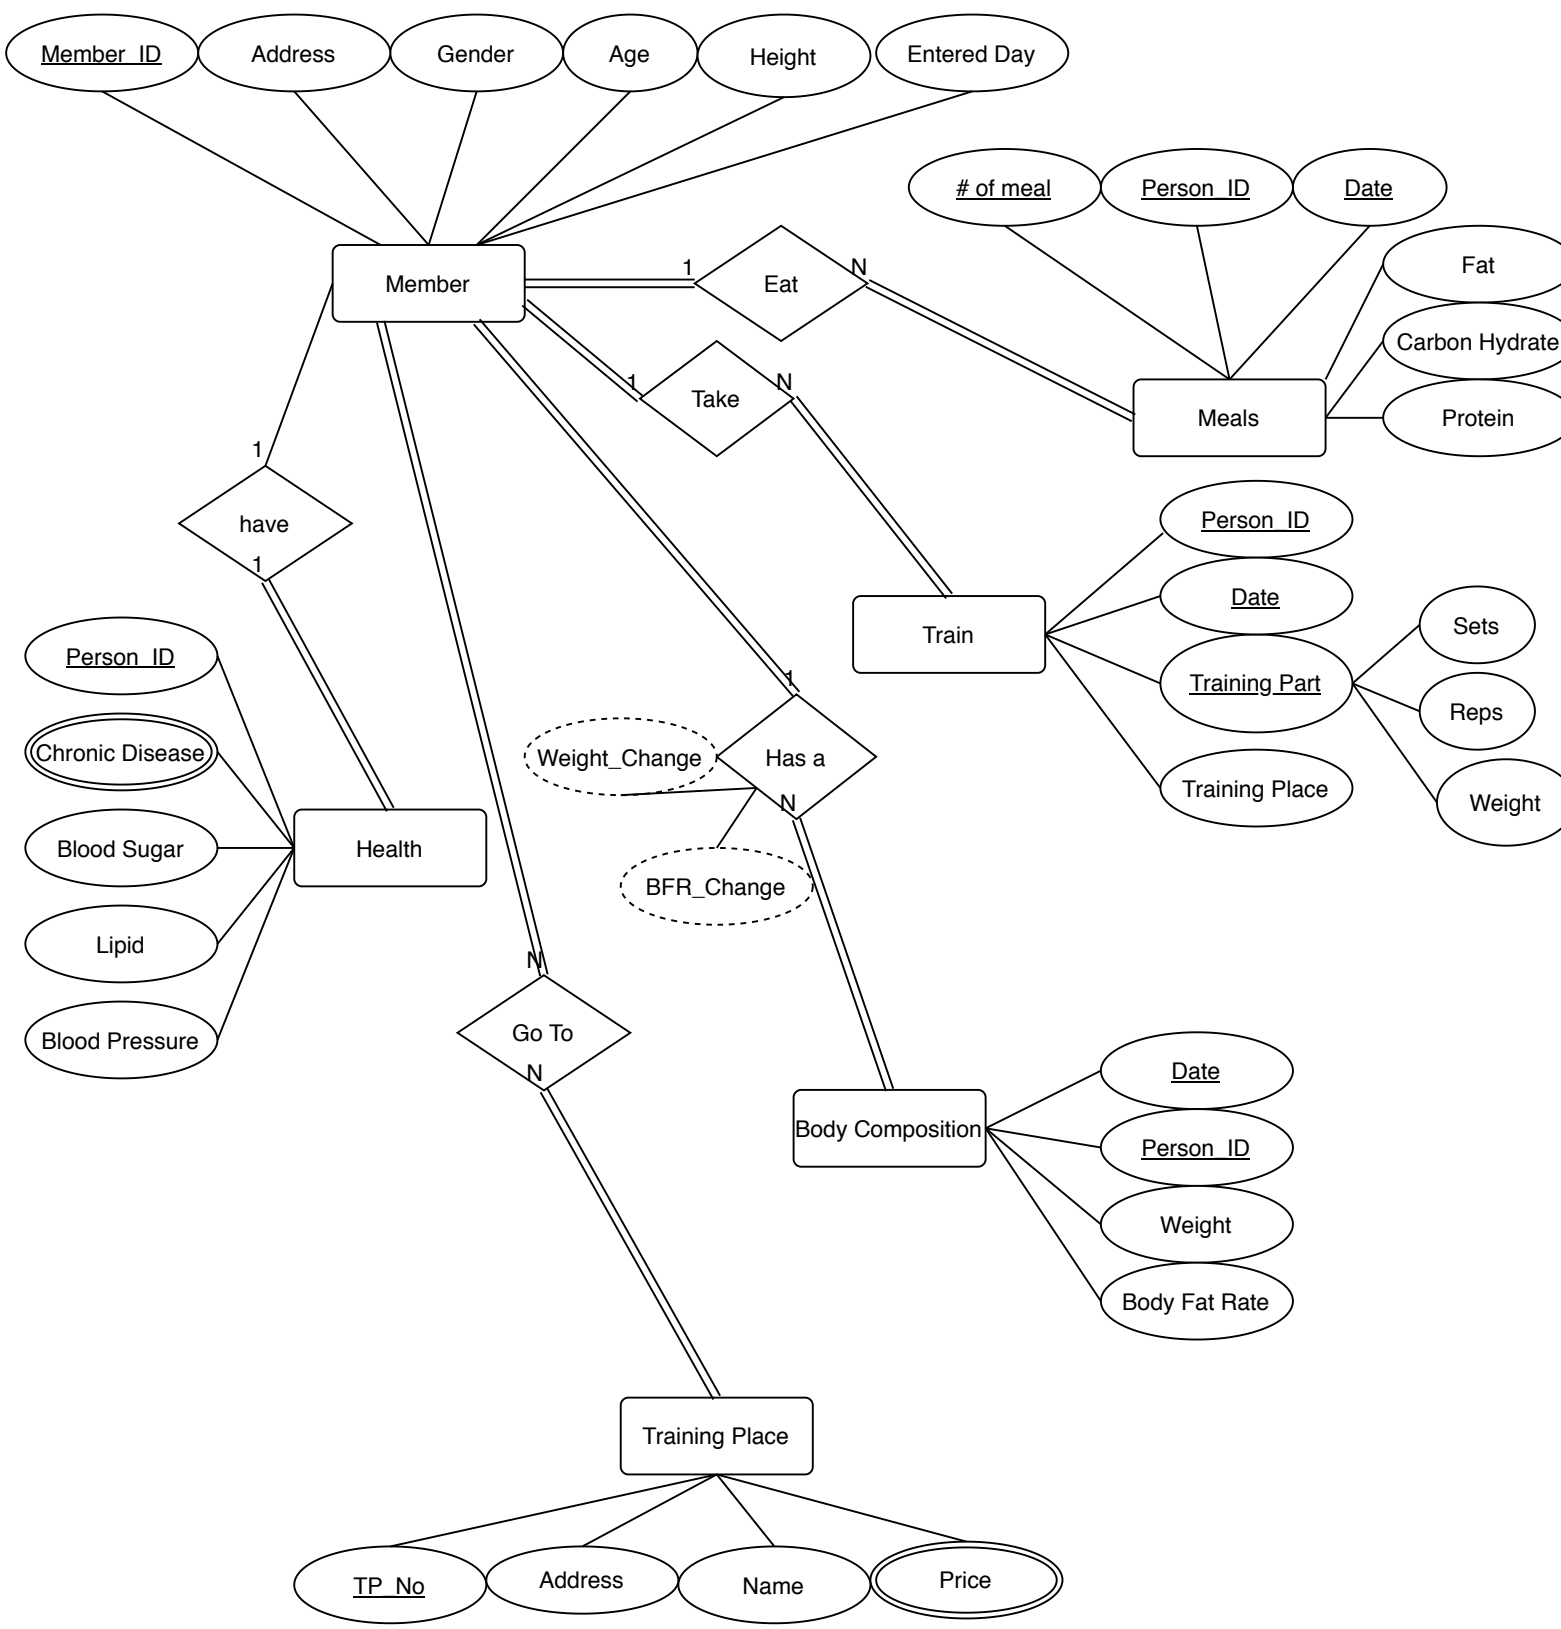 Member_ID
Address
Gender
Age
Height
Entered Day
# of meal
Person_ID
Date
Fat
Carbon Hydrate
Protein
Member
1
Eat
N
Meals
1
Take
N
1
have
1
Person_ID
Date
Training Part
Training Place
Sets
Reps
Weight
Train
Person_ID
Chronic Disease
Blood Sugar
Lipid
Blood Pressure
Health
1
Weight_Change
Has a
N
BFR_Change
N
Go To
N
Body Composition
Date
Person_ID
Weight
Body Fat Rate
Training Place
TP_No
Address
Name
Price